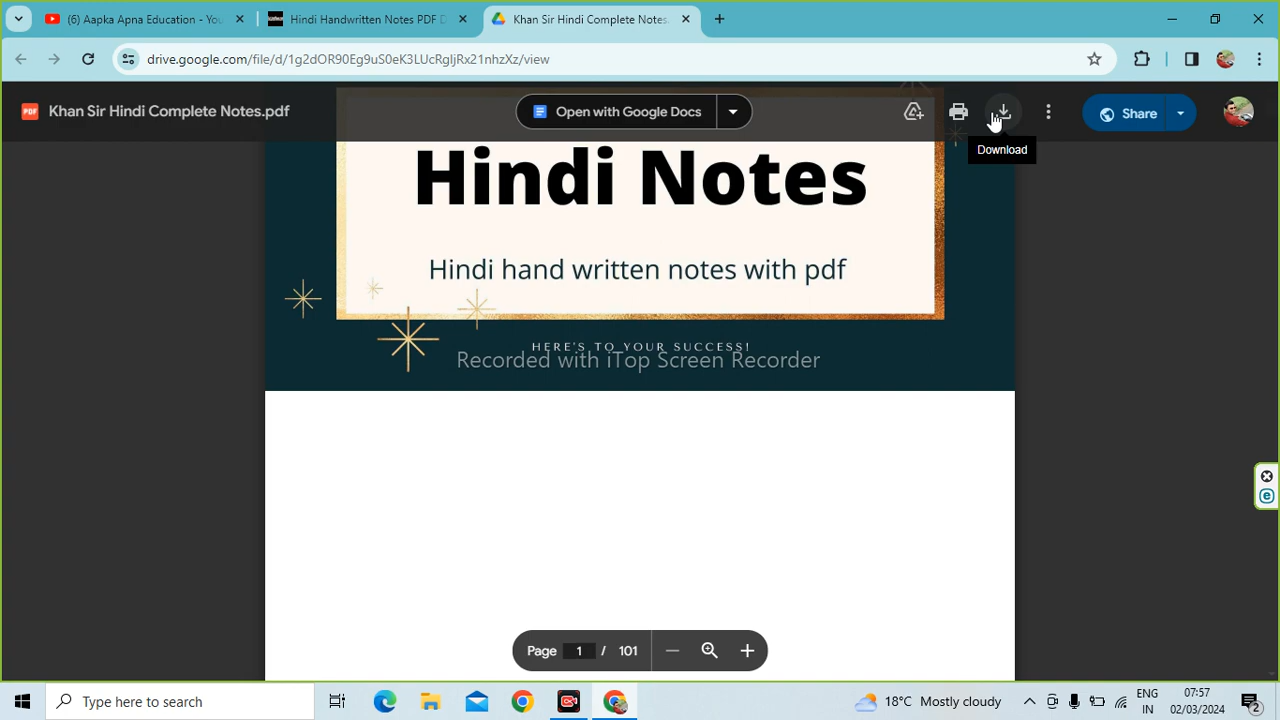 (6) Aapka Apna Education - You
Hindi Handwritten Notes PDF D
Khan Sir Hindi Complete Notes.
drive.google.com/file/d/1g2dOR90Eg9uS0eK3LUcRgIjRx21nhzXz/view
PDF
Khan Sir Hindi Complete Notes.pdf
Open with Google Docs
Share
Download
Hindi Notes
Hindi hand written notes with pdf
HERE'S TO YOUR SUCCESS!
Recorded with iTop Screen Recorder
Page 1 / 101
Type here to search
18°C Mostly cloudy
ENG
IN
07:57
02/03/2024
2